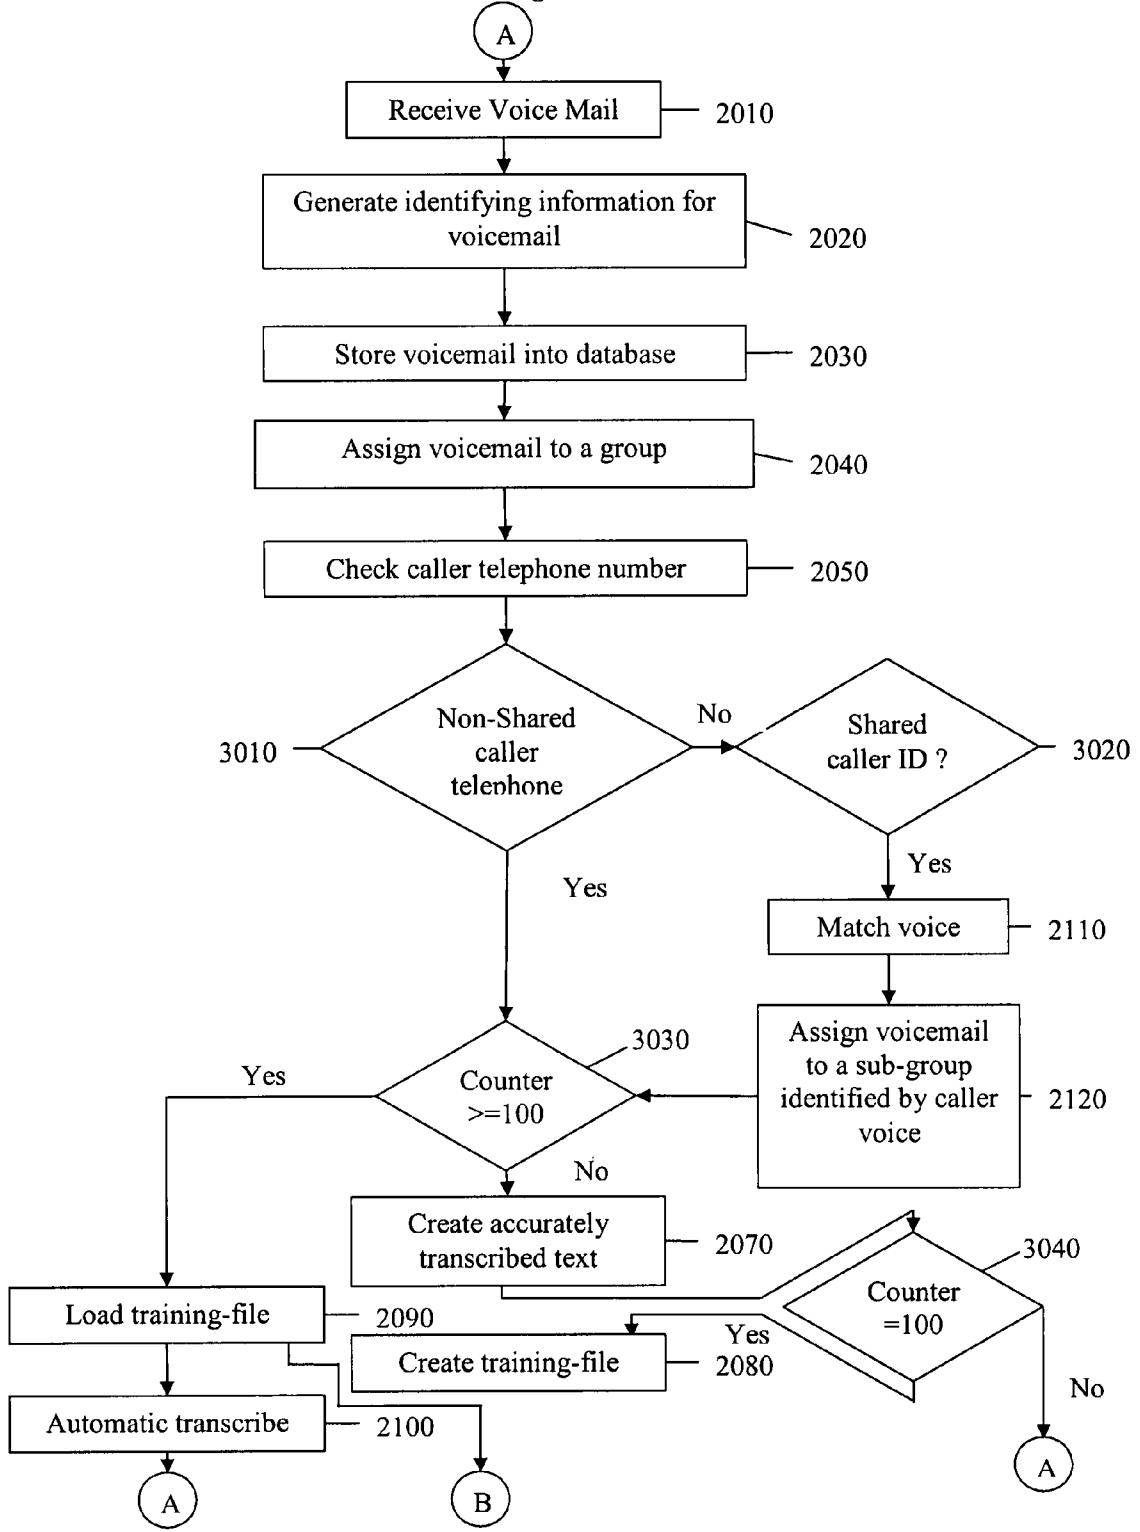 A
Receive Voice Mail
2010
Generate identifying information for
voicemail
2020
Store voicemail into database
2030
Assign voicemail to a group
2040
Check caller telephone number
2050
Non-Shared
caller
telephone
3010
No
Shared
caller ID ?
3020
Yes
Yes
Match voice
2110
Assign voicemail
to a sub-group
identified by caller
voice
2120
3030
Counter
>=100
Yes
No
Create accurately
transcribed text
2070
3040
Counter
=100
Load training-file
2090
Yes
Create training-file
2080
No
Automatic transcribe
2100
A
B
A